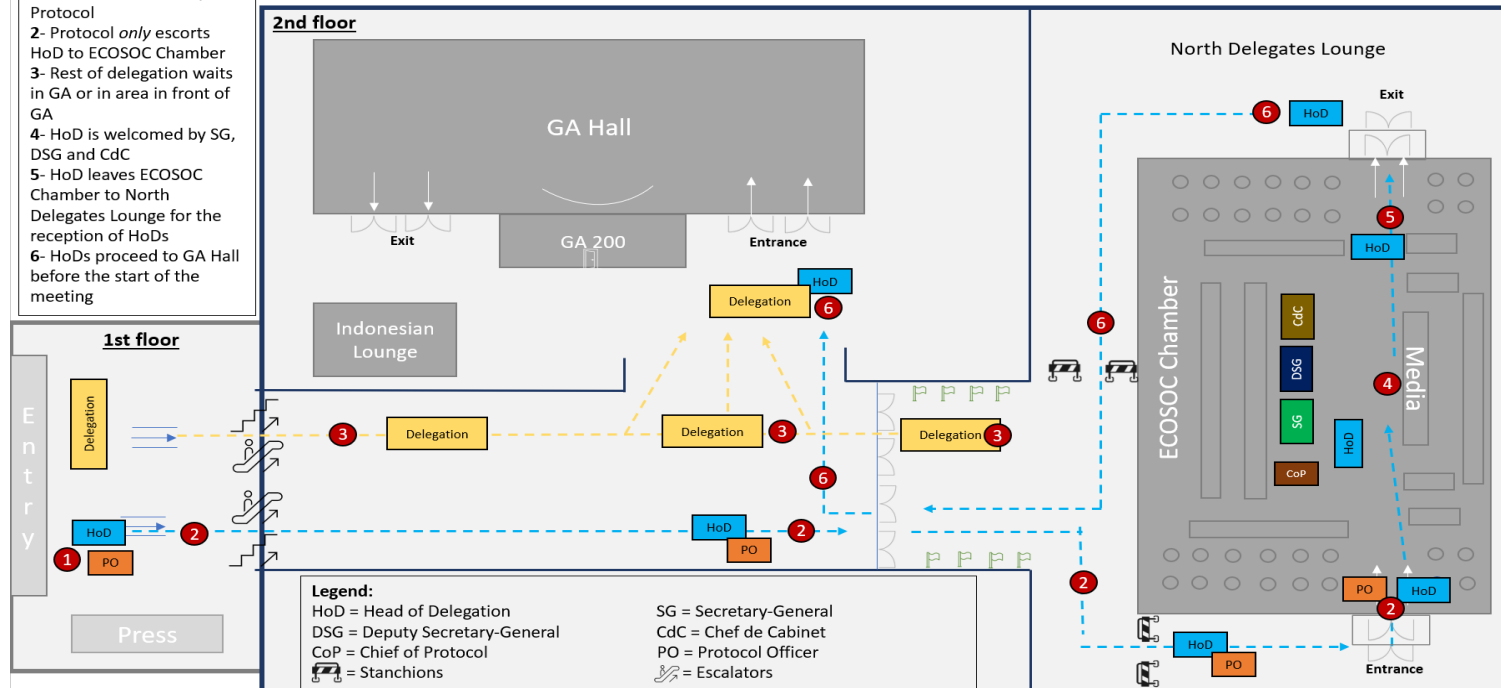 Protocol
2- Protocol only escorts
HoD to ECOSOC Chamber
3- Rest of delegation waits
in GA or in area in front of
GA
4- HoD is welcomed by SG,
DSG and CdC
5- HoD leaves ECOSOC
Chamber to North
Delegates Lounge for the
reception of HoDs
6- HoDs proceed to GA Hall
before the start of the
meeting
2nd floor
GA Hall
Exit
GA 200
Entrance
Indonesian
Lounge
HoD
Delegation
6
North Delegates Lounge
Exit
6
HoD
5
HoD
6
ECOSOC Chamber
CdC
DSG
SG
CoP
HoD
4
Media
PO
HoD
2
Entrance
1st floor
Entry
Delegation
3
Delegation
Delegation
3
Delegation
3
6
HoD
2
1
PO
HoD
2
PO
2
HoD
PO
Press
Legend:
HoD = Head of Delegation
DSG = Deputy Secretary-General
CoP = Chief of Protocol
= Stanchions
SG = Secretary-General
CdC = Chef de Cabinet
PO = Protocol Officer
= Escalators